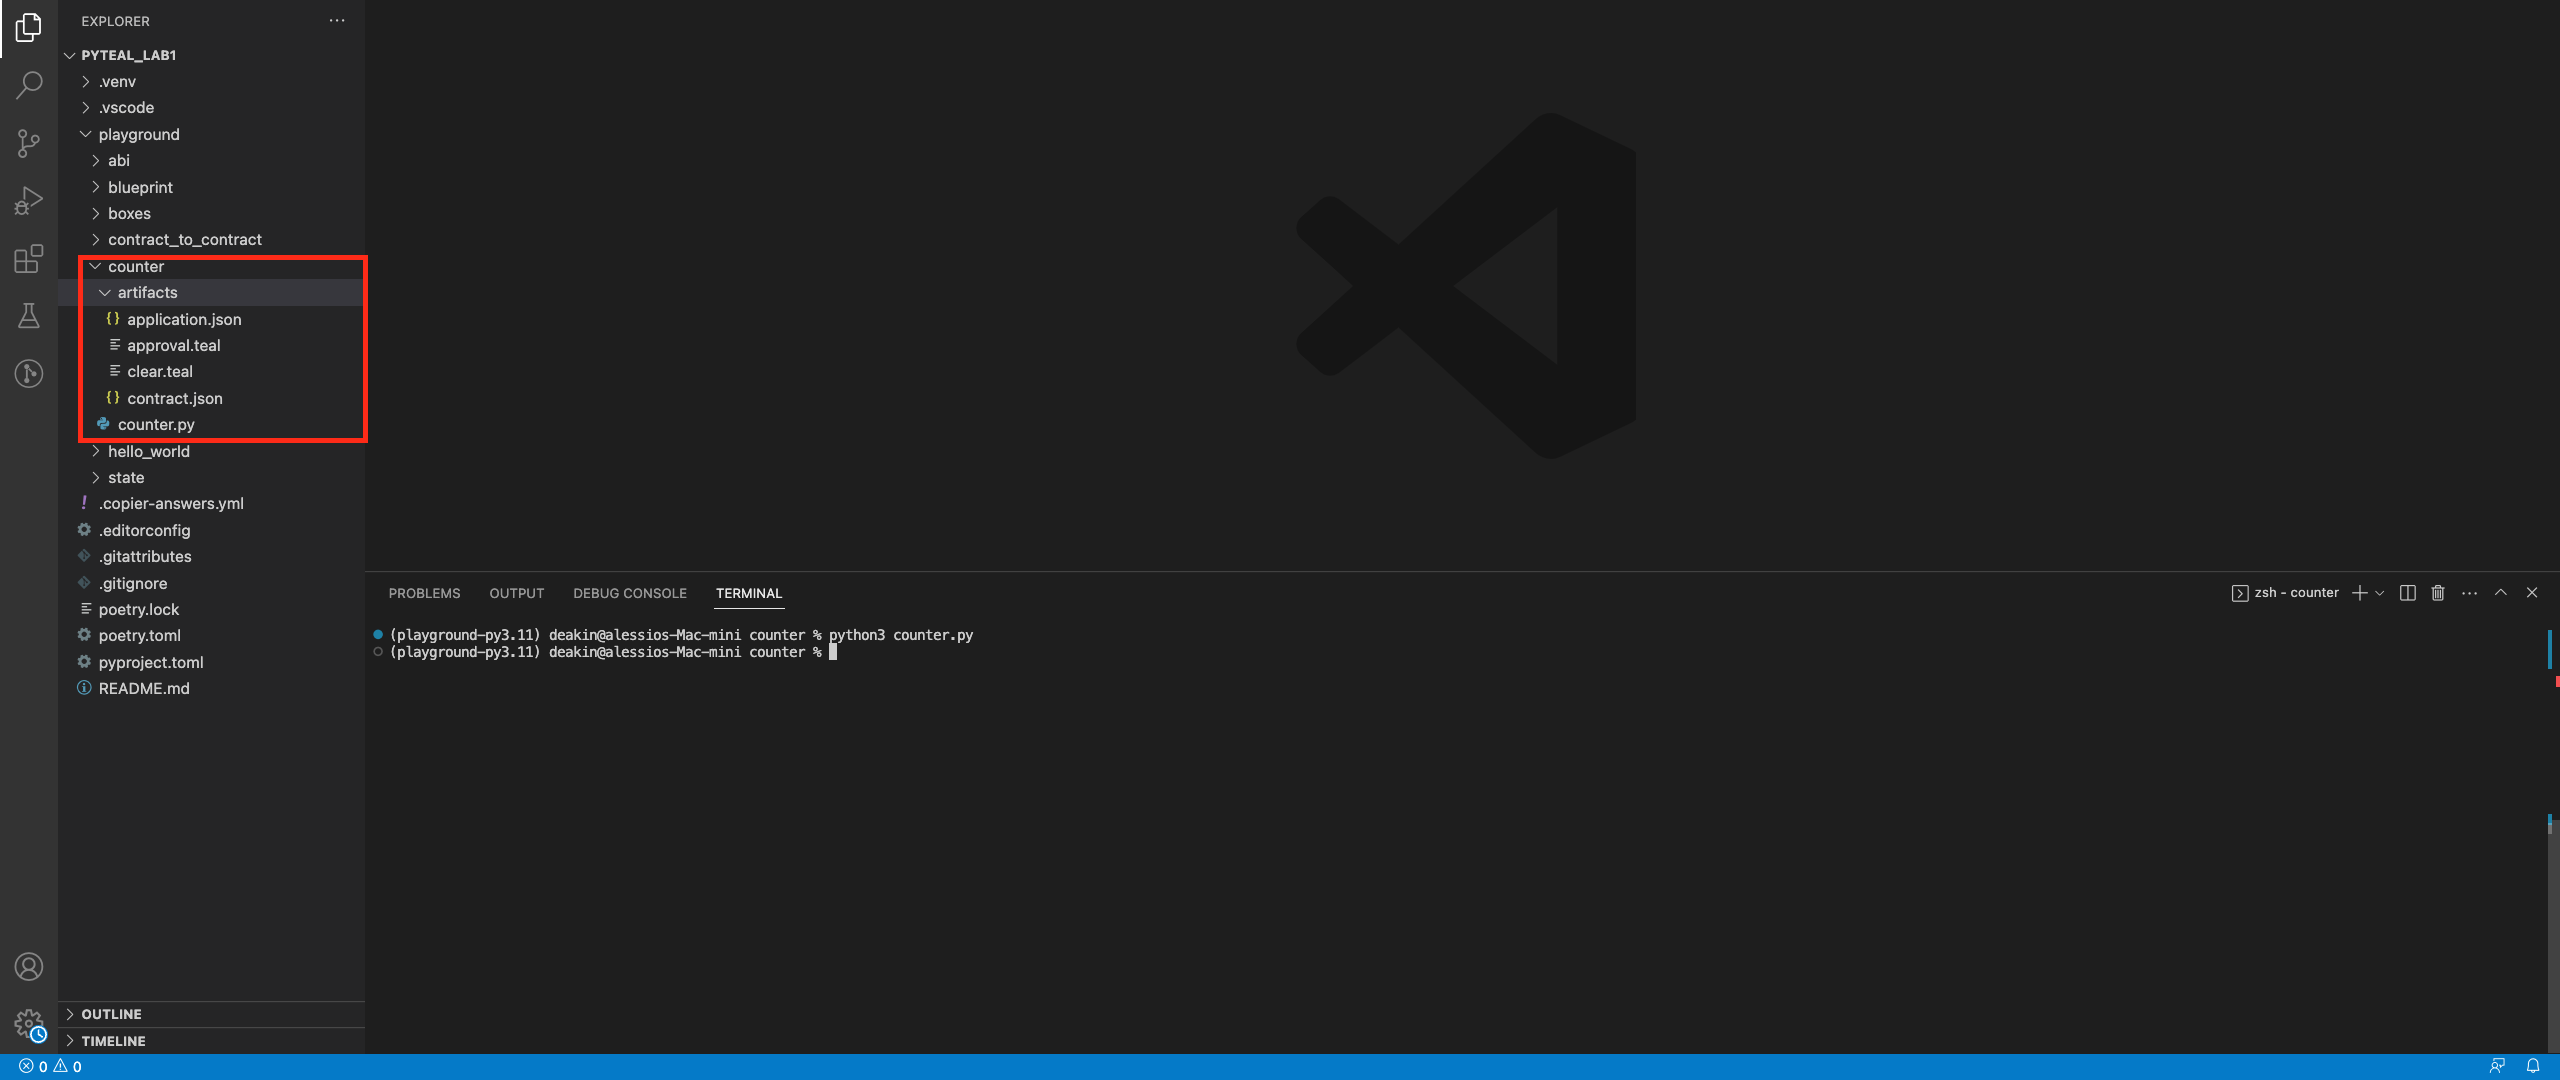 EXPLORER
PYTEAL_LAB1
.venv
.vscode
playground
abi
blueprint
boxes
contract_to_contract
counter
artifacts
application.json
approval.teal
clear.teal
contract.json
counter.py
hello_world
state
.copier-answers.yml
.editorconfig
.gitattributes
.gitignore
poetry.lock
poetry.toml
pyproject.toml
README.md
OUTLINE
TIMELINE
PROBLEMS OUTPUT DEBUG CONSOLE TERMINAL
zsh - counter
(playground-py3.11) deakin@alessios-Mac-mini counter % python3 counter.py
(playground-py3.11) deakin@alessios-Mac-mini counter %
0 0